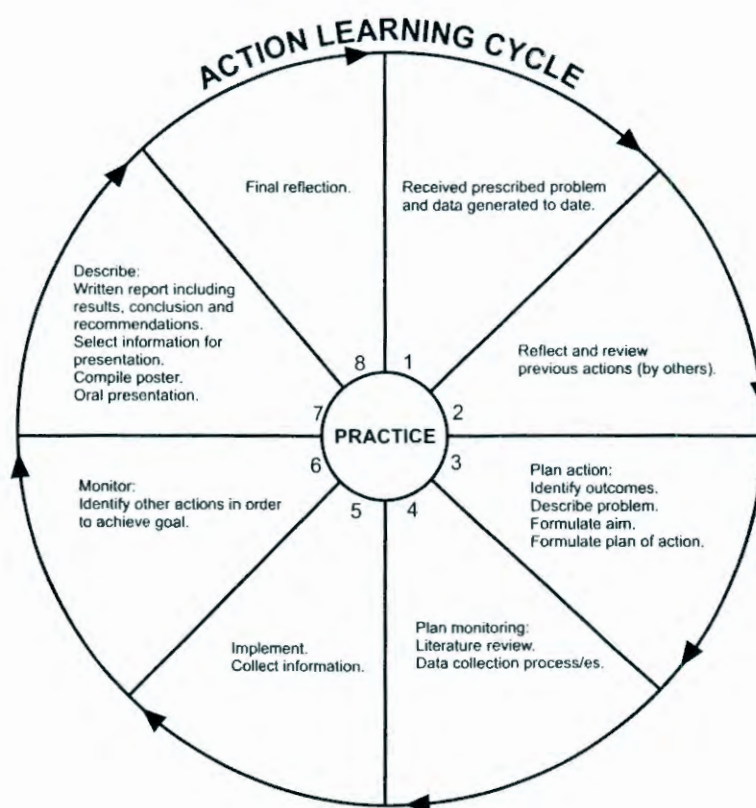 ACTION LEARNING CYCLE
Final reflection.
Received prescribed problem
and data generated to date.
Describe:
Written report including
results, conclusion and
recommendations.
Select information for
presentation.
Compile poster.
Oral presentation.
Reflect and review
previous actions (by others).
8
1
7
2
PRACTICE
6
3
5
4
Monitor:
Identify other actions in order
to achieve goal.
Plan action:
Identify outcomes.
Describe problem.
Formulate aim.
Formulate plan of action.
Implement.
Collect information.
Plan monitoring:
Literature review.
Data collection process/es.